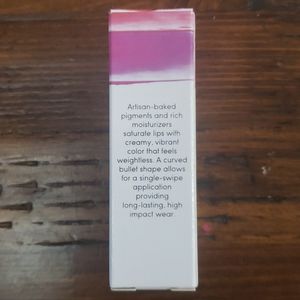 Artisan-baked
pigments and rich
moisturizers
saturate lips with
creamy, vibrant
color that feels
weightless. A curved
bullet shape allows
for a single-swipe
application
providing
long-lasting, high
impact wear